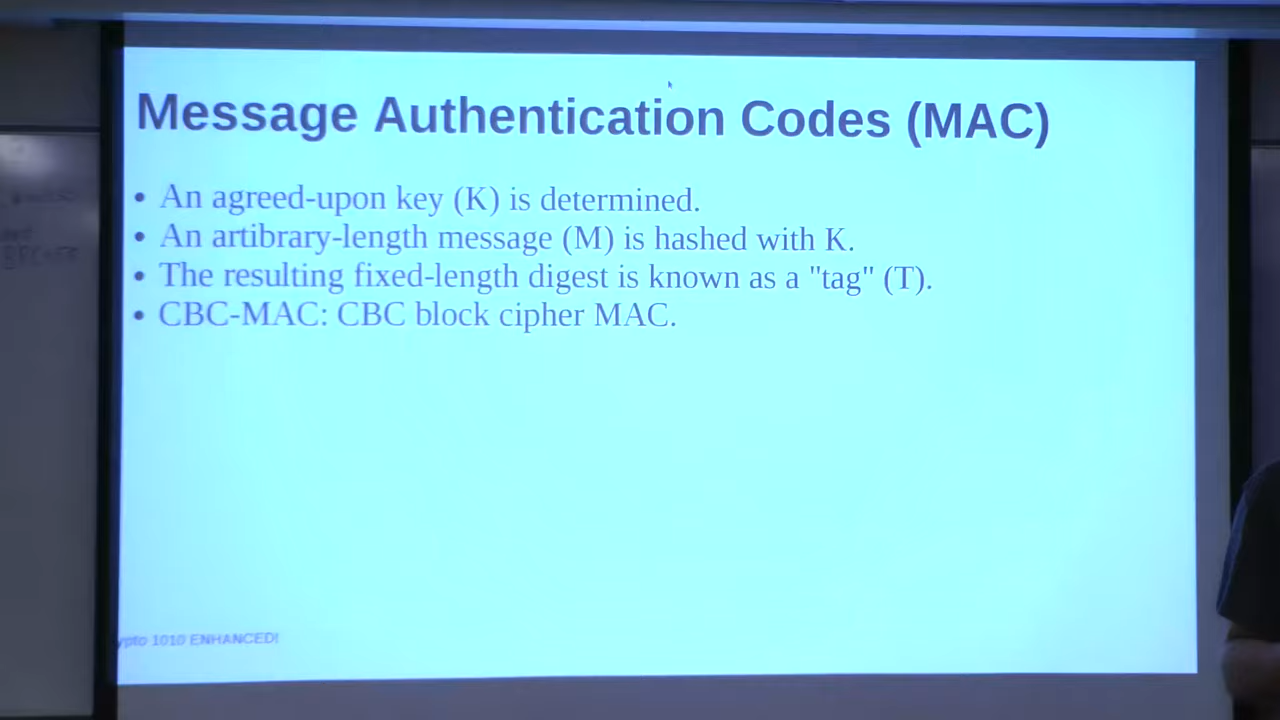 Message Authentication Codes (MAC)
• An agreed-upon key (K) is determined.
• An artibrary-length message (M) is hashed with K.
• The resulting fixed-length digest is known as a "tag" (T).
• CBC-MAC: CBC block cipher MAC.
ypto 1010 ENHANCED!